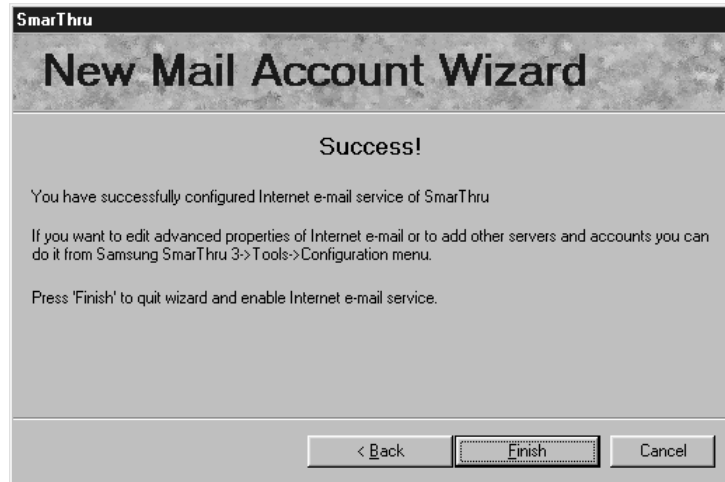 SmarThru
New Mail Account Wizard
Success!
You have successfully configured Internet e-mail service of SmarThru
If you want to edit advanced properties of Internet e-mail or to add other servers and accounts you can
do it from Samsung SmarThru 3->Tools->Configuration menu.
Press 'Finish' to quit wizard and enable Internet e-mail service.
< Back Finish Cancel